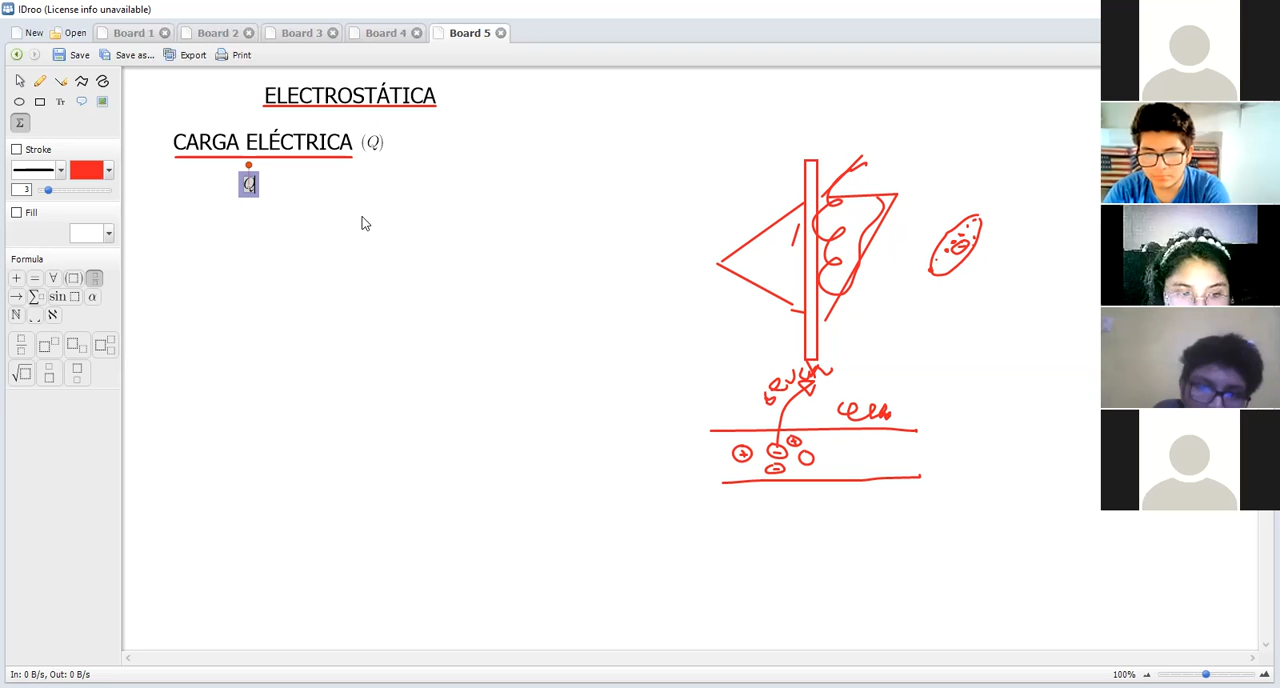 IDroo (License info unavailable)
New Open Board 1 Board 2 Board 3 Board 4 Board 5
Save Save as... Export Print
Tr
Σ
Stroke
3
Fill
Formula
+ = ∀ (□)
→ Σ□ sin □ α
ℕ ℵ
ELECTROSTÁTICA
CARGA ELÉCTRICA (Q)
q
+ - +
-
In: 0 B/s, Out: 0 B/s
100%